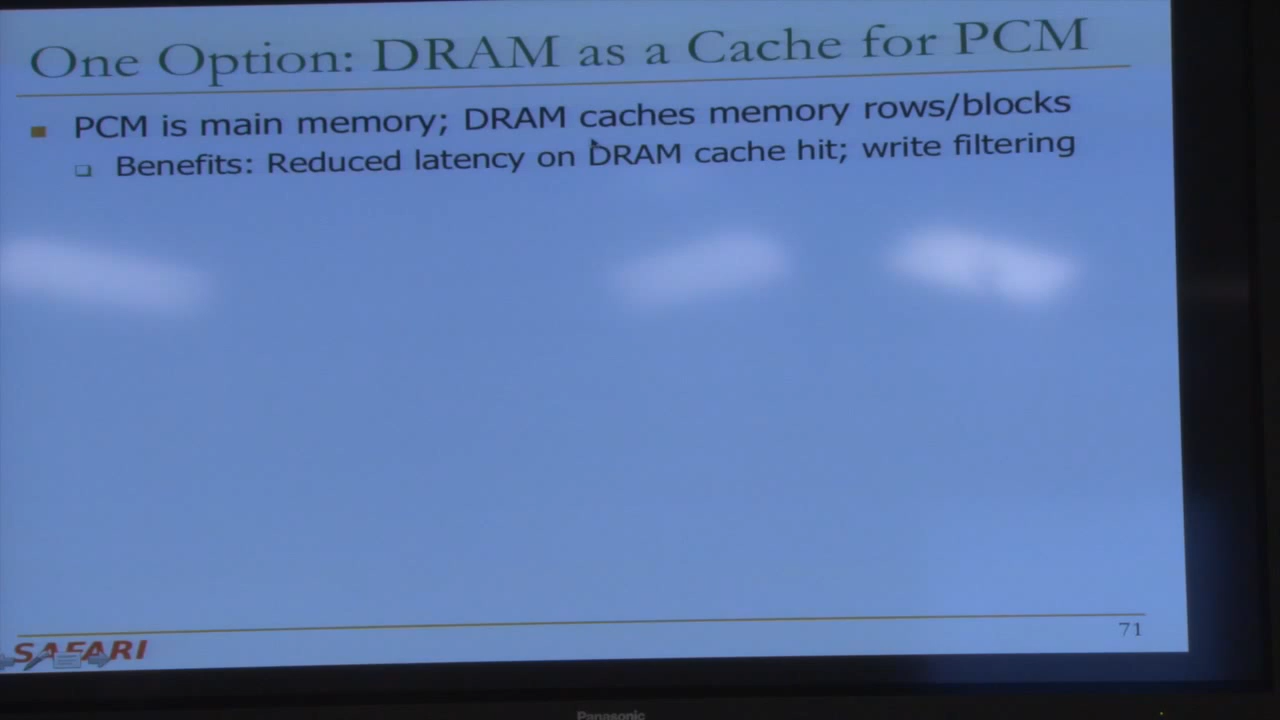 One Option: DRAM as a Cache for PCM
PCM is main memory; DRAM caches memory rows/blocks
Benefits: Reduced latency on DRAM cache hit; write filtering
71
SAFARI
Panasonic